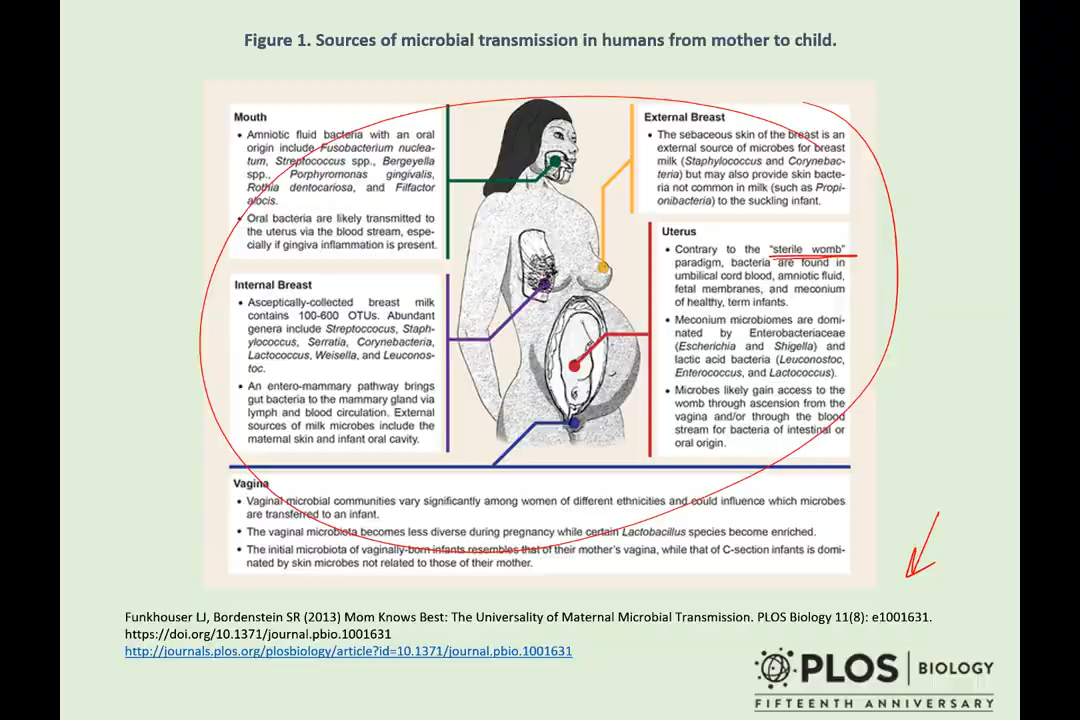 Figure 1. Sources of microbial transmission in humans from mother to child.
Mouth
• Amniotic fluid bacteria with an oral
origin include Fusobacterium nuclea-
tum, Streptococcus spp., Bergeyella
spp., Porphyromonas gingivalis,
Rothia dentocariosa, and Filfactor
alocis.
• Oral bacteria are likely transmitted to
the uterus via the blood stream, espe-
cially if gingiva inflammation is present.
Internal Breast
• Asceptically-collected breast milk
contains 100-600 OTUs. Abundant
genera include Streptoccocus, Staph-
ylococcus, Serratia, Corynebacteria,
Lactococcus, Weisella, and Leuconos-
toc.
• An entero-mammary pathway brings
gut bacteria to the mammary gland via
lymph and blood circulation. External
sources of milk microbes include the
maternal skin and infant oral cavity.
External Breast
• The sebaceous skin of the breast is an
external source of microbes for breast
milk (Staphylococcus and Corynebac-
teria) but may also provide skin bacte-
ria not common in milk (such as Propi-
onibacteria) to the suckling infant.
Uterus
• Contrary to the “sterile womb”
paradigm, bacteria are found in
umbilical cord blood, amniotic fluid,
fetal membranes, and meconium
of healthy, term infants.
• Meconium microbiomes are domi-
nated by Enterobacteriaceae
(Escherichia and Shigella) and
lactic acid bacteria (Leuconostoc,
Enterococcus, and Lactococcus).
• Microbes likely gain access to the
womb through ascension from the
vagina and/or through the blood
stream for bacteria of intestinal or
oral origin.
Vagina
• Vaginal microbial communities vary significantly among women of different ethnicities and could influence which microbes
are transferred to an infant.
• The vaginal microbiota becomes less diverse during pregnancy while certain Lactobacillus species become enriched.
• The initial microbiota of vaginally-born infants resembles that of their mother’s vagina, while that of C-section infants is domi-
nated by skin microbes not related to those of their mother.
Funkhouser LJ, Bordenstein SR (2013) Mom Knows Best: The Universality of Maternal Microbial Transmission. PLOS Biology 11(8): e1001631.
https://doi.org/10.1371/journal.pbio.1001631
http://journals.plos.org/plosbiology/article?id=10.1371/journal.pbio.1001631
PLOS | BIOLOGY
FIFTEENTH ANNIVERSARY